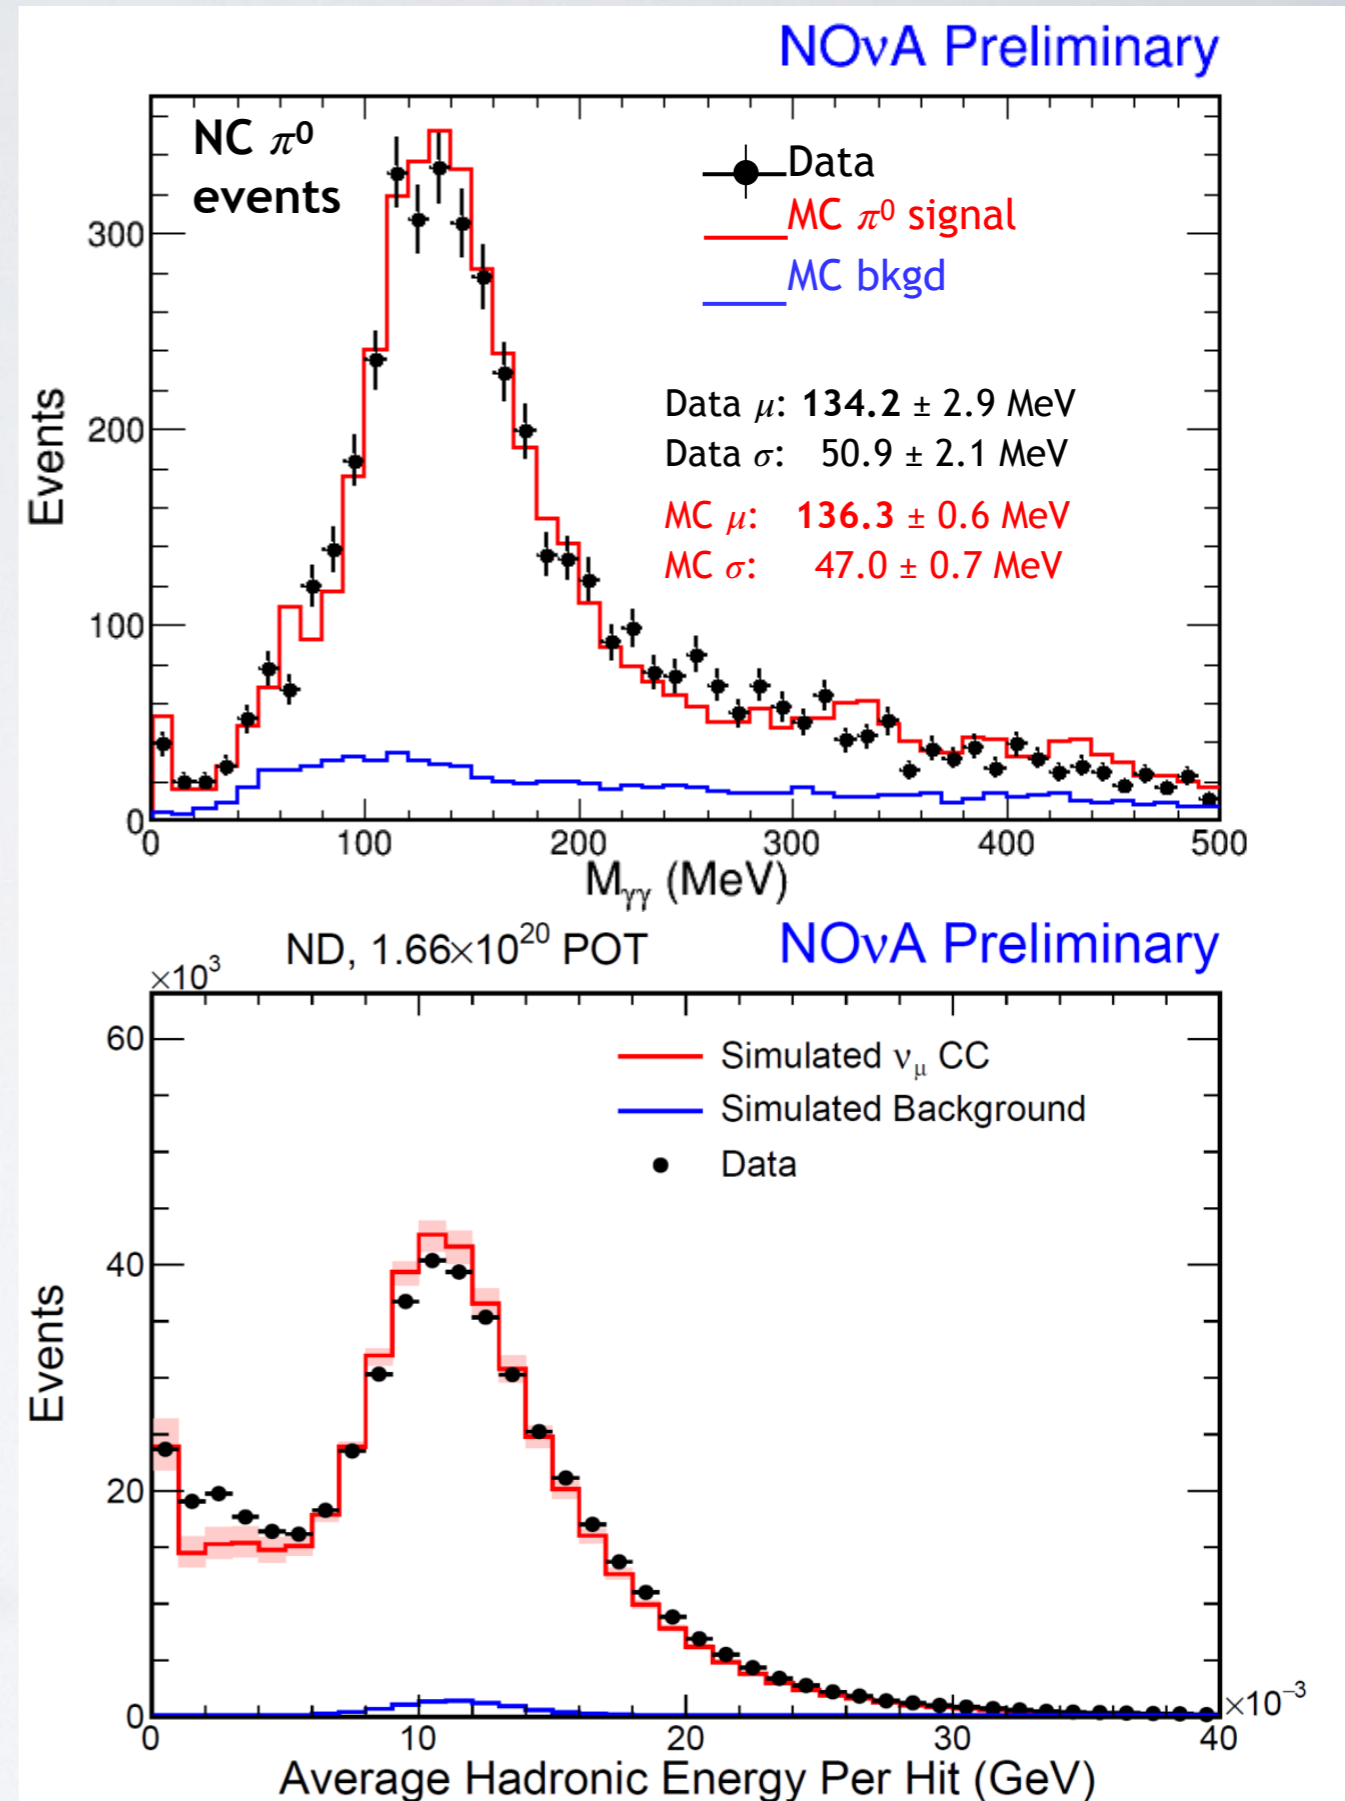 NOνA Preliminary
NC π⁰
events
Data
MC π⁰ signal
MC bkgd
Data μ: 134.2 ± 2.9 MeV
Data σ: 50.9 ± 2.1 MeV
MC μ: 136.3 ± 0.6 MeV
MC σ: 47.0 ± 0.7 MeV
Events
300
200
100
0
0 100 200 300 400 500
Mγγ (MeV)
ND, 1.66×10²⁰ POT
NOνA Preliminary
×10³
Simulated νμ CC
Simulated Background
Data
Events
60
40
20
0
0 10 20 30 40
×10⁻³
Average Hadronic Energy Per Hit (GeV)